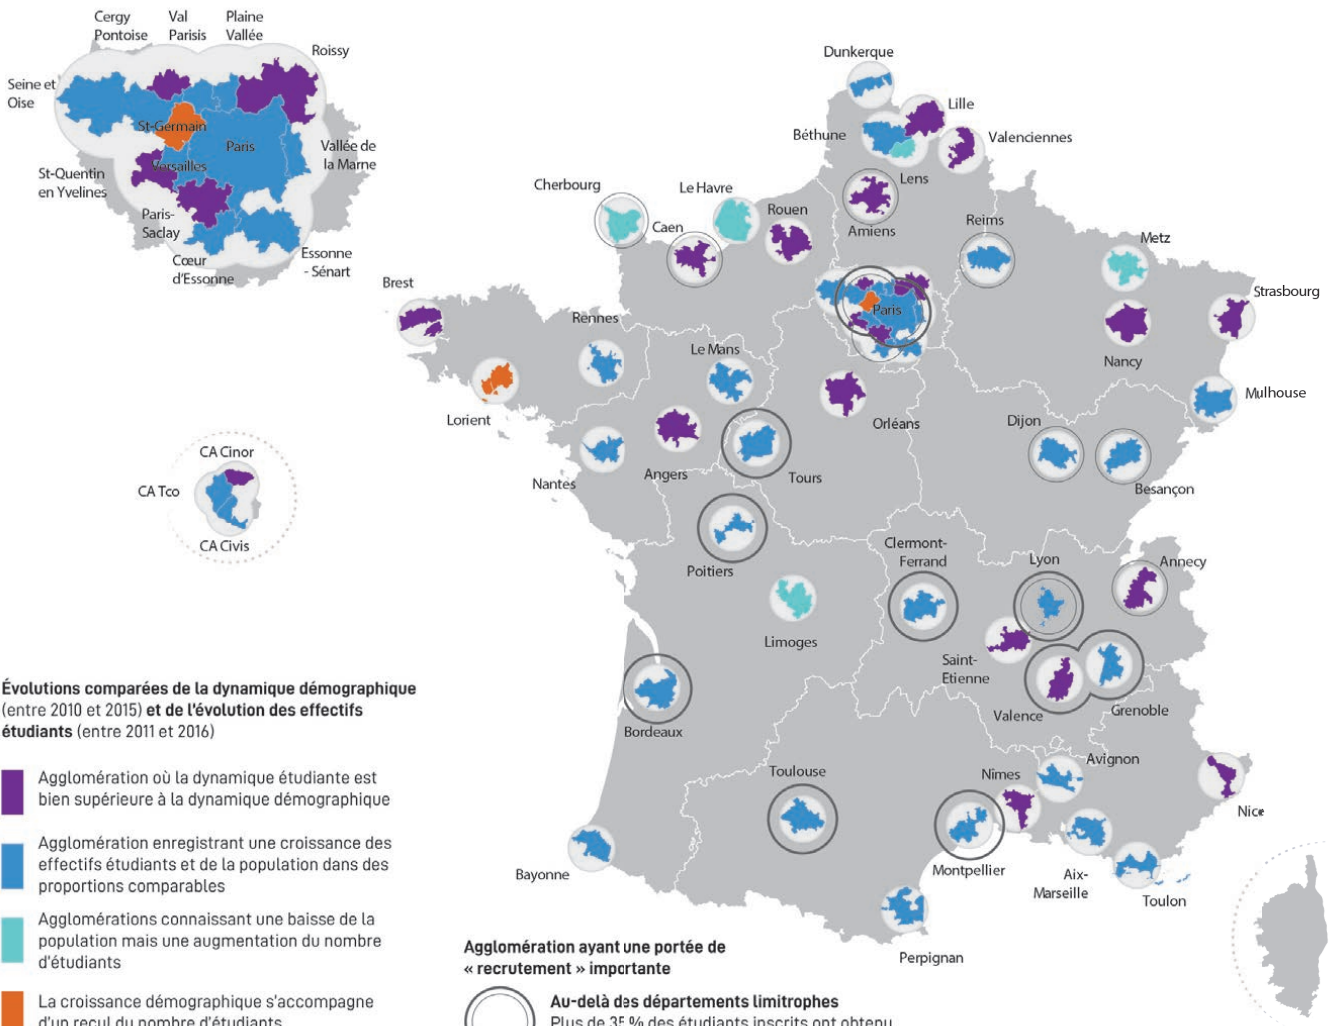 Cergy
Pontoise
Val
Parisis
Plaine
Vallée
Roissy
Seine et
Oise
St-Germain
Paris
Versailles
Vallée de
la Marne
St-Quentin
en Yvelines
Paris-
Saclay
Cœur
d'Essonne
Essonne
- Sénart
Dunkerque
Lille
Béthune
Valenciennes
Lens
Cherbourg
Le Havre
Caen
Rouen
Amiens
Reims
Metz
Strasbourg
Brest
Rennes
Le Mans
Paris
Nancy
Mulhouse
Lorient
Orléans
Dijon
Nantes
Angers
Tours
Besançon
CA Cinor
CA Tco
CA Civis
Poitiers
Clermont-
Ferrand
Lyon
Annecy
Limoges
Saint-
Etienne
Valence
Grenoble
Bordeaux
Toulouse
Nîmes
Avignon
Nice
Bayonne
Montpellier
Aix-
Marseille
Toulon
Perpignan
Évolutions comparées de la dynamique démographique
(entre 2010 et 2015) et de l'évolution des effectifs
étudiants (entre 2011 et 2016)
Agglomération où la dynamique étudiante est
bien supérieure à la dynamique démographique
Agglomération enregistrant une croissance des
effectifs étudiants et de la population dans des
proportions comparables
Agglomérations connaissant une baisse de la
population mais une augmentation du nombre
d'étudiants
La croissance démographique s'accompagne
d'un recul du nombre d'étudiants
Agglomération ayant une portée de
« recrutement » importante
Au-delà des départements limitrophes
Plus de 35 % des étudiants inscrits ont obtenu